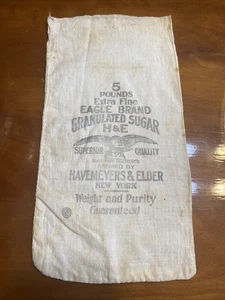 5
POUNDS
Extra Fine
EAGLE BRAND
GRANULATED SUGAR
H&E
SUPERIOR QUALITY
REFINED BY
HAVEMEYERS & ELDER
NEW YORK
Weight and Purity
Guaranteed